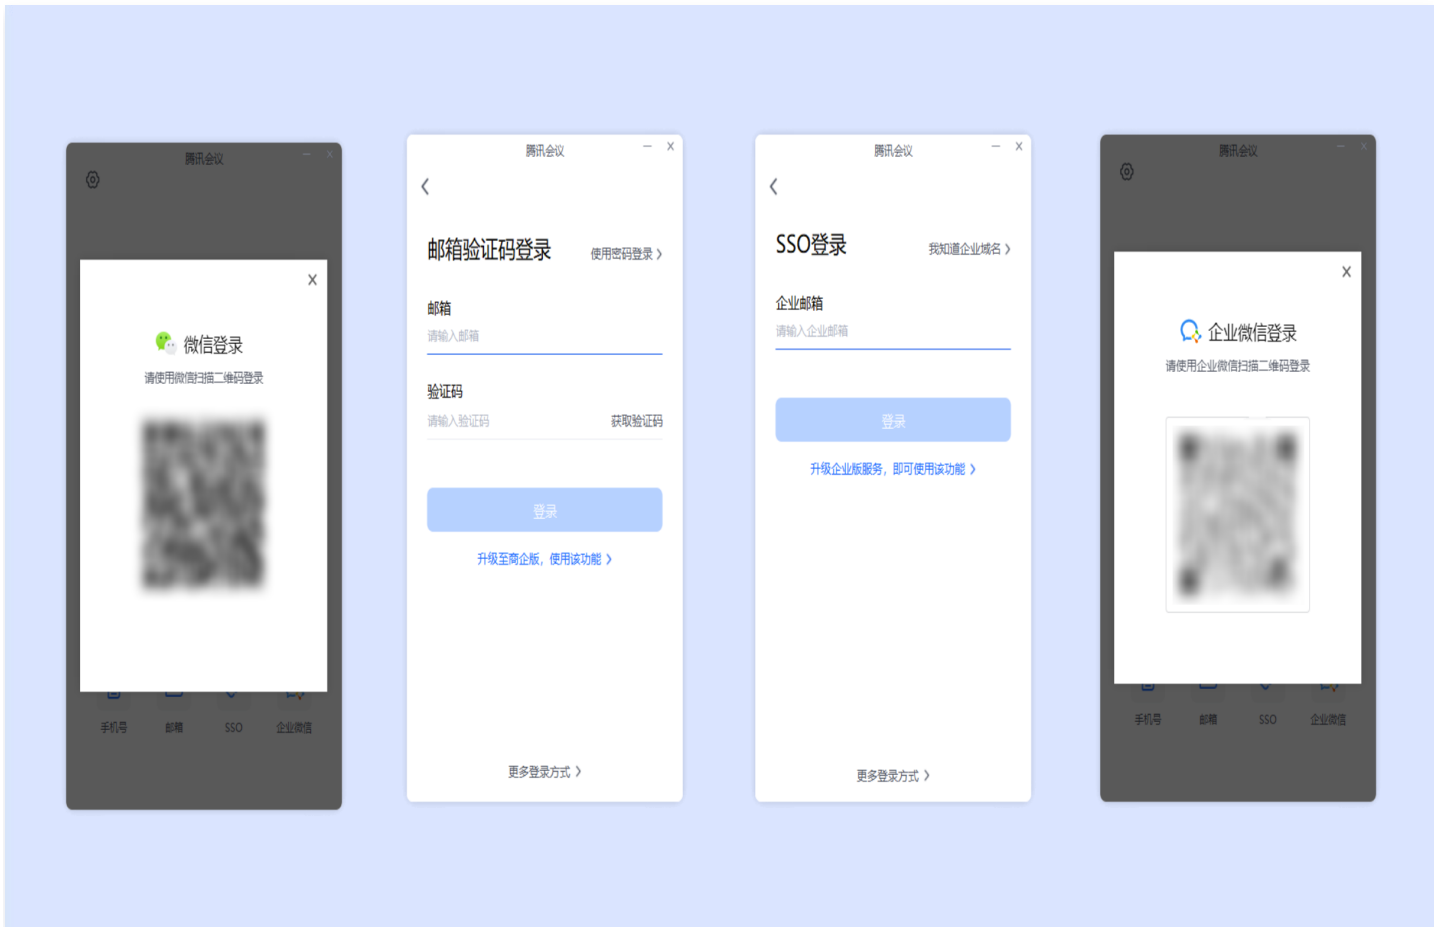 腾讯会议
微信登录
请使用微信扫描二维码登录
手机号 邮箱 SSO 企业微信
腾讯会议
邮箱验证码登录 使用密码登录 >
邮箱
请输入邮箱
验证码
请输入验证码 获取验证码
登录
升级至商企版，使用该功能 >
更多登录方式 >
腾讯会议
SSO登录 我知道企业域名 >
企业邮箱
请输入企业邮箱
登录
升级企业版服务，即可使用该功能 >
更多登录方式 >
腾讯会议
企业微信登录
请使用企业微信扫描二维码登录
手机号 邮箱 SSO 企业微信